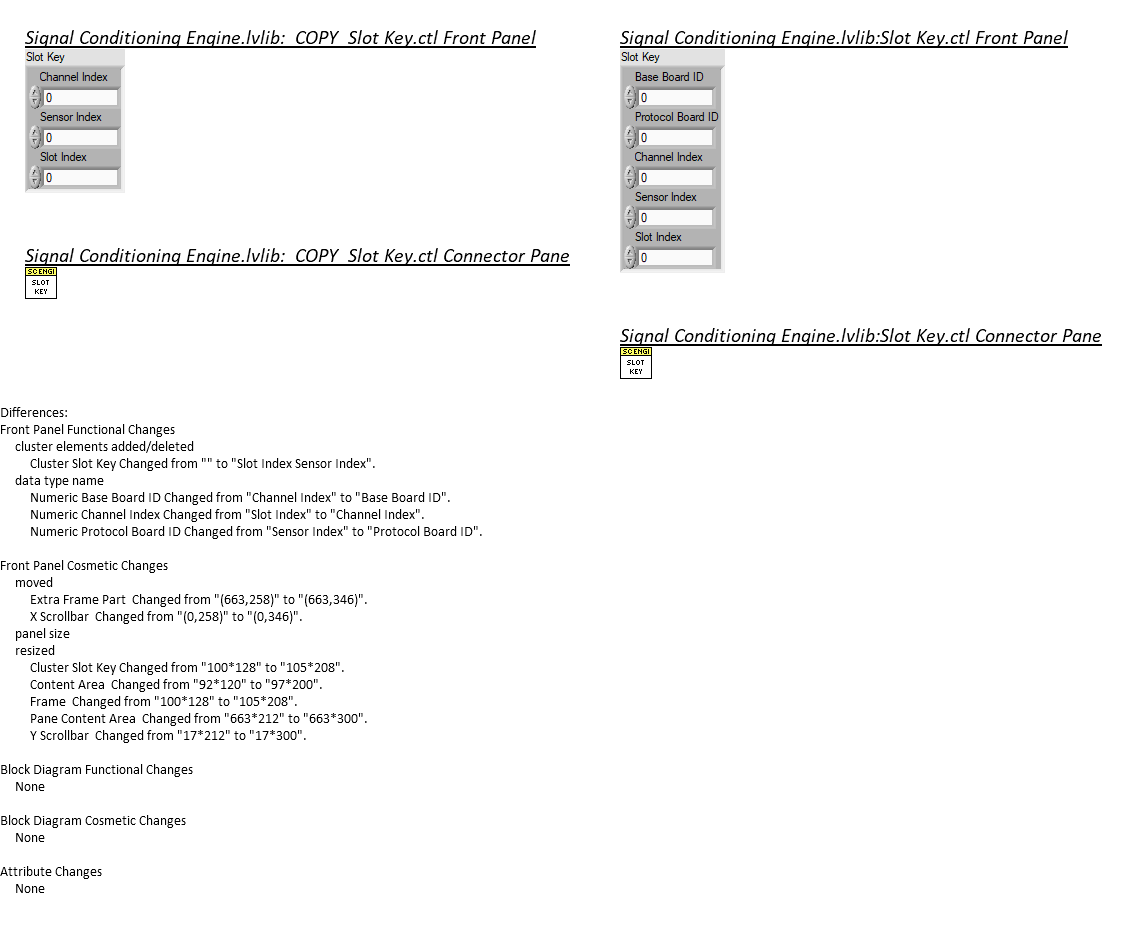 Signal Conditioning Engine.lvlib:  COPY  Slot Key.ctl Front Panel
Slot Key
Channel Index
0
Sensor Index
0
Slot Index
0
Signal Conditioning Engine.lvlib:  COPY  Slot Key.ctl Connector Pane
SCENGI
SLOT
KEY
Signal Conditioning Engine.lvlib:Slot Key.ctl Front Panel
Slot Key
Base Board ID
0
Protocol Board ID
0
Channel Index
0
Sensor Index
0
Slot Index
0
Signal Conditioning Engine.lvlib:Slot Key.ctl Connector Pane
SCENGI
SLOT
KEY
Differences:
Front Panel Functional Changes
cluster elements added/deleted
Cluster Slot Key Changed from "" to "Slot Index Sensor Index".
data type name
Numeric Base Board ID Changed from "Channel Index" to "Base Board ID".
Numeric Channel Index Changed from "Slot Index" to "Channel Index".
Numeric Protocol Board ID Changed from "Sensor Index" to "Protocol Board ID".
Front Panel Cosmetic Changes
moved
Extra Frame Part  Changed from "(663,258)" to "(663,346)".
X Scrollbar  Changed from "(0,258)" to "(0,346)".
panel size
resized
Cluster Slot Key Changed from "100*128" to "105*208".
Content Area  Changed from "92*120" to "97*200".
Frame  Changed from "100*128" to "105*208".
Pane Content Area  Changed from "663*212" to "663*300".
Y Scrollbar  Changed from "17*212" to "17*300".
Block Diagram Functional Changes
None
Block Diagram Cosmetic Changes
None
Attribute Changes
None